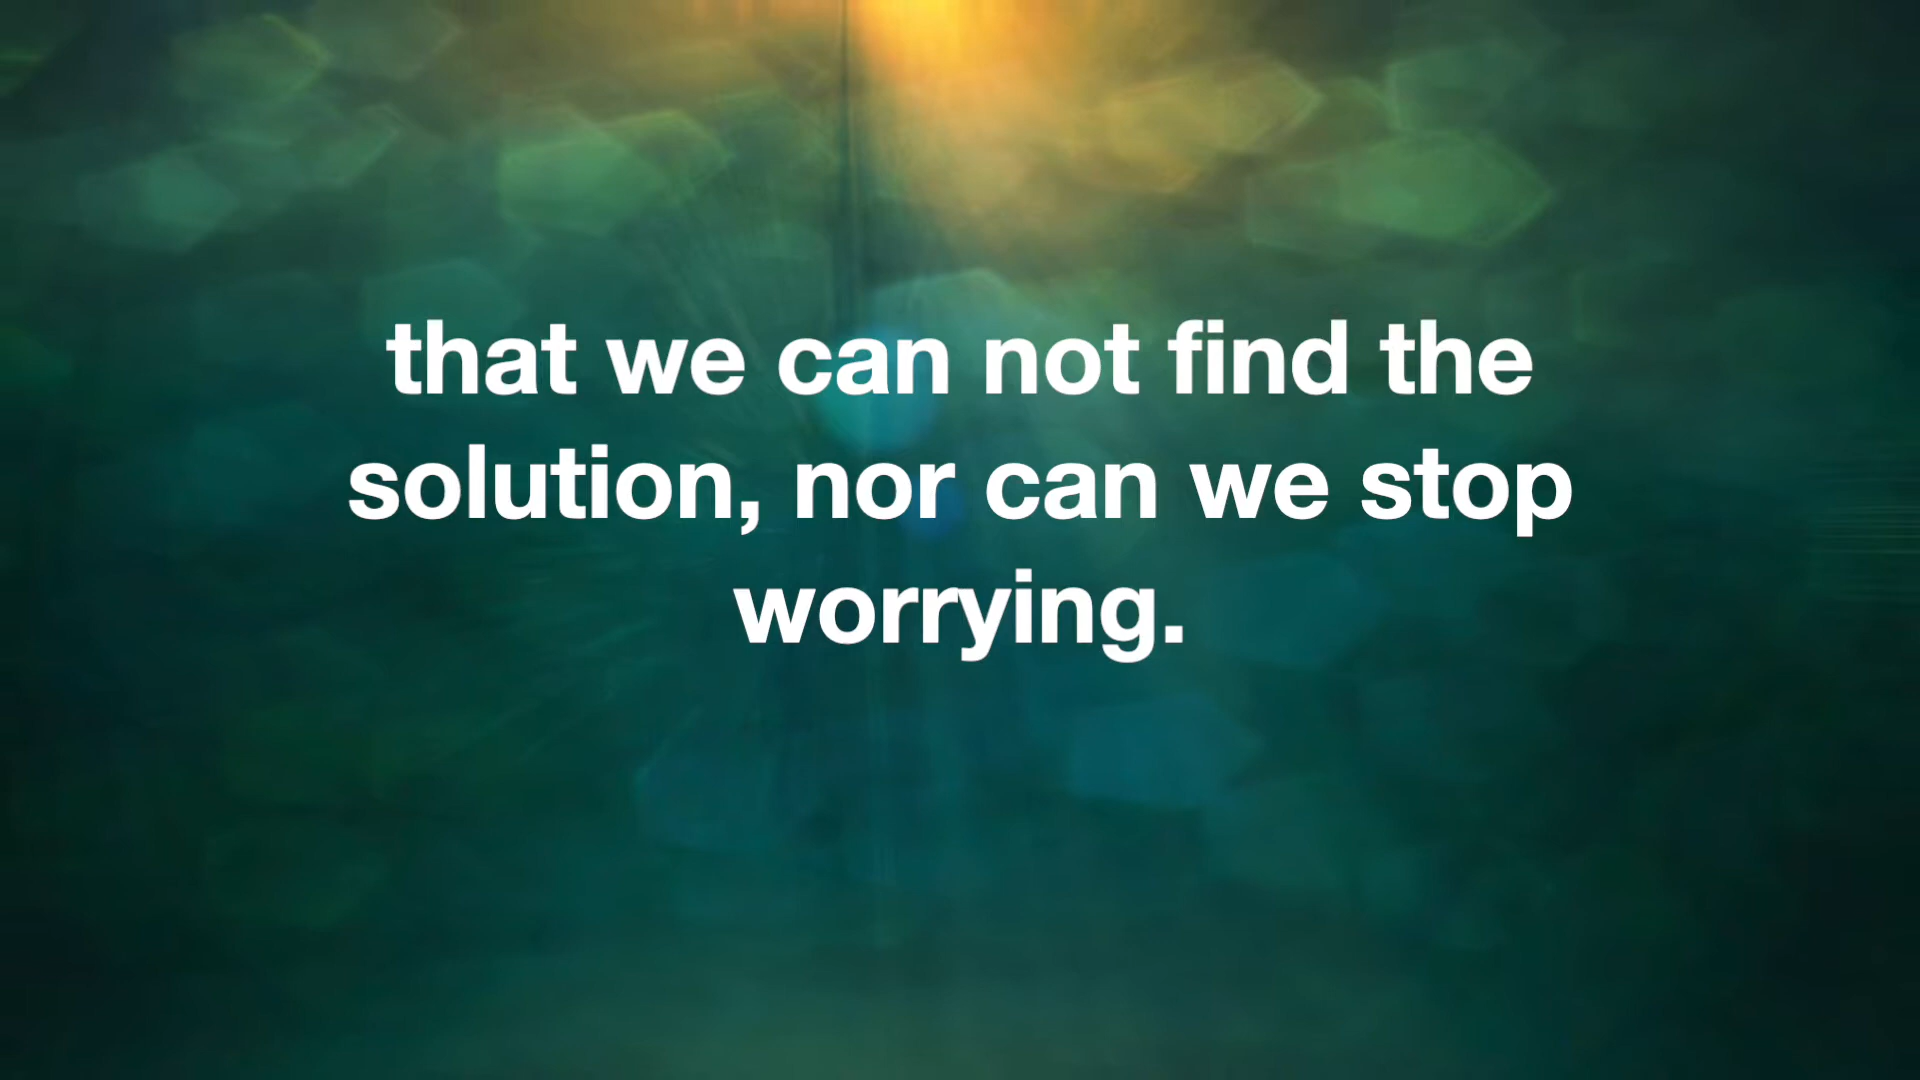 that we can not find the
solution, nor can we stop
worrying.